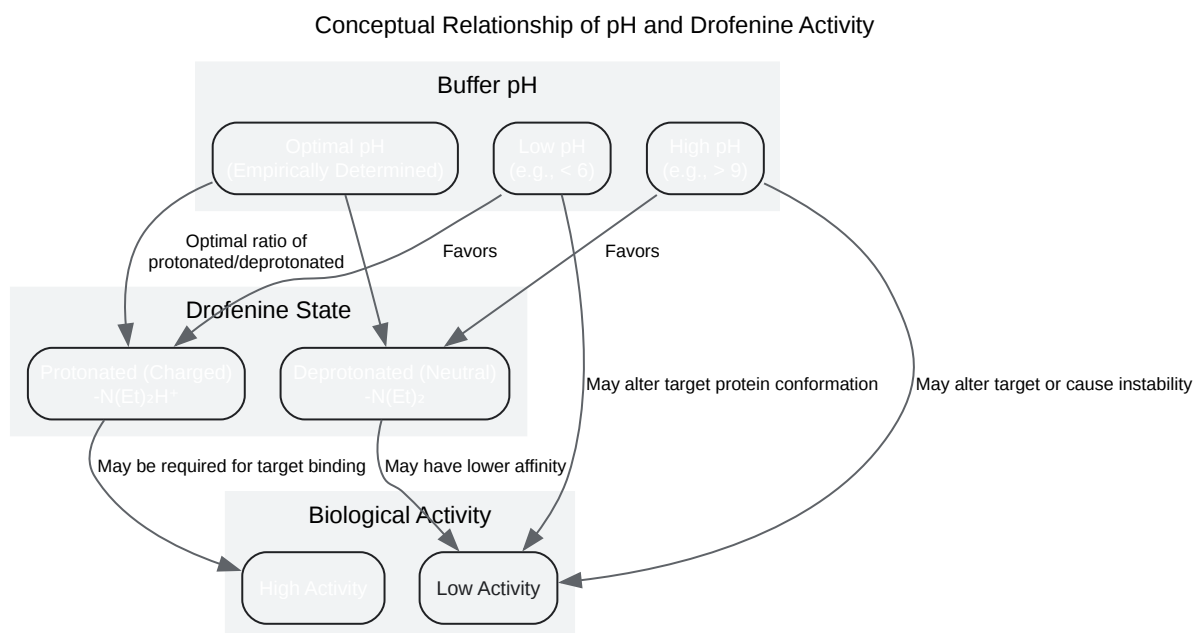 Conceptual Relationship of pH and Drofenine Activity
Buffer pH
Optimal pH
(Empirically Determined)
Low pH
(e.g., < 6)
High pH
(e.g., > 9)
Optimal ratio of
protonated/deprotonated
Favors
Favors
Drofenine State
Protonated (Charged)
-N(Et)₂H⁺
Deprotonated (Neutral)
-N(Et)₂
May alter target protein conformation
May alter target or cause instability
May be required for target binding
May have lower affinity
Biological Activity
High Activity
Low Activity